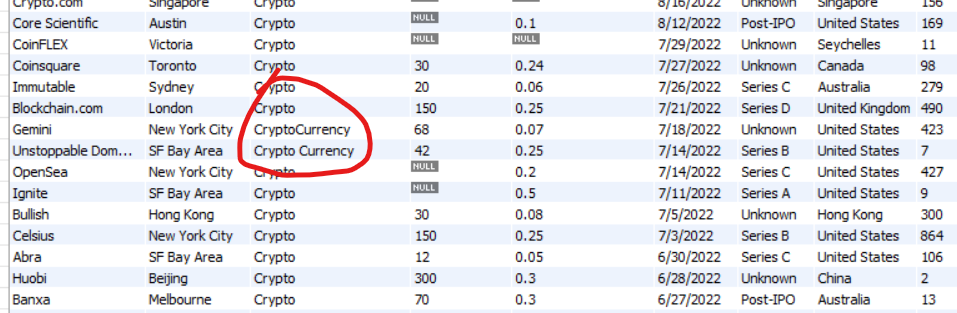 Crypto.com Singapore Crypto NULL NULL 8/16/2022 Unknown Singapore 156
Core Scientific Austin Crypto NULL 0.1 8/12/2022 Post-IPO United States 169
CoinFLEX Victoria Crypto NULL NULL 7/29/2022 Unknown Seychelles 11
Coinsquare Toronto Crypto 30 0.24 7/27/2022 Unknown Canada 98
Immutable Sydney Crypto 20 0.06 7/26/2022 Series C Australia 279
Blockchain.com London Crypto 150 0.25 7/21/2022 Series D United Kingdom 490
Gemini New York City CryptoCurrency 68 0.07 7/18/2022 Unknown United States 423
Unstoppable Dom... SF Bay Area Crypto Currency 42 0.25 7/14/2022 Series B United States 7
OpenSea New York City Crypto NULL 0.2 7/14/2022 Series C United States 427
Ignite SF Bay Area Crypto NULL 0.5 7/11/2022 Series A United States 9
Bullish Hong Kong Crypto 30 0.08 7/5/2022 Unknown Hong Kong 300
Celsius New York City Crypto 150 0.25 7/3/2022 Series B United States 864
Abra SF Bay Area Crypto 12 0.05 6/30/2022 Series C United States 106
Huobi Beijing Crypto 300 0.3 6/28/2022 Unknown China 2
Banxa Melbourne Crypto 70 0.3 6/27/2022 Post-IPO Australia 13